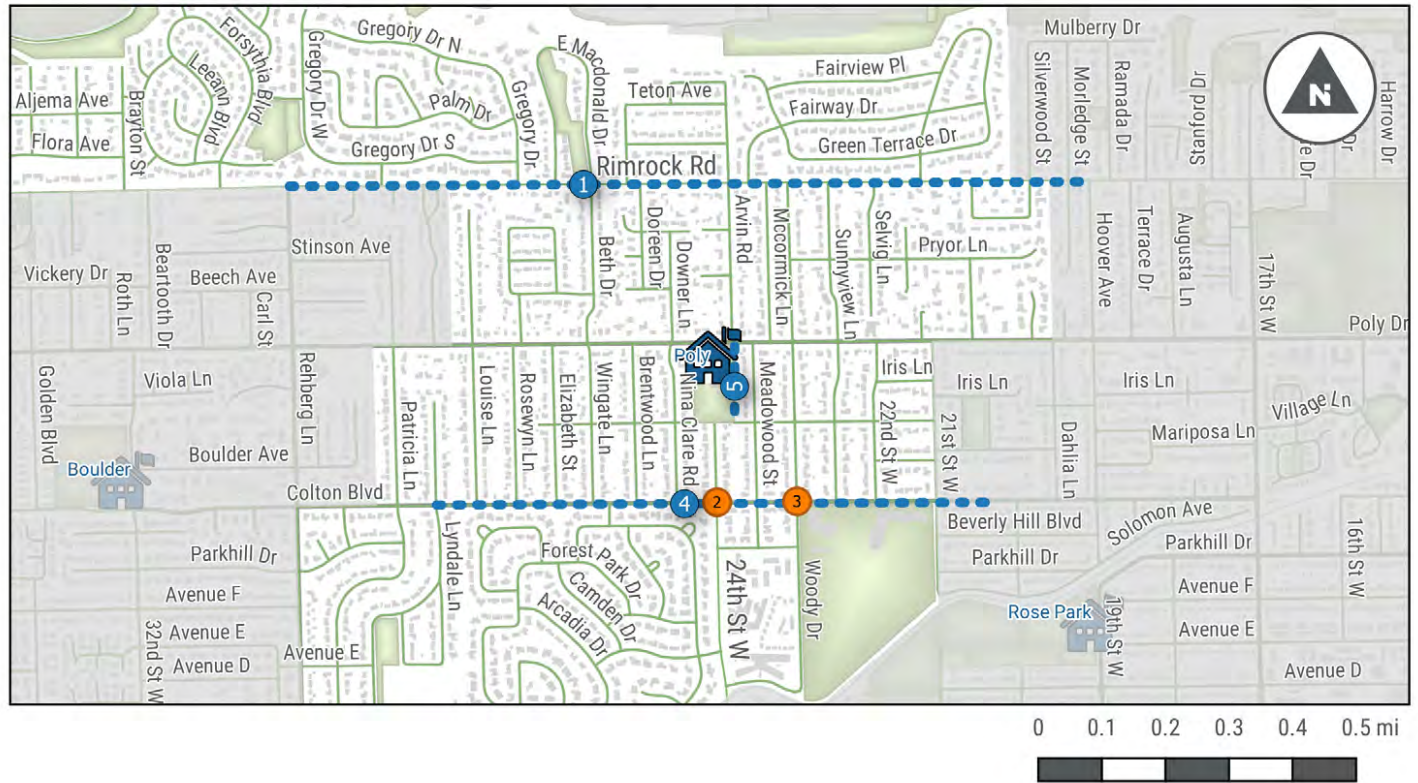 Mulberry Dr
Gregory Dr N
E Macdonald Dr
Forsythia Blvd
Gregory Dr W
Leeann Blvd
Fairview Pl
Silverwood St
Morledge St
Ramada Dr
Stanford Dr
N
Harrow Dr
Aljema Ave
Brayton St
Palm Dr
Gregory Dr
Teton Ave
Fairway Dr
Flora Ave
Gregory Dr S
Green Terrace Dr
Rimrock Rd
1
Stinson Ave
Beth Dr
Doreen Dr
Downer Ln
Arvin Rd
Mccormick Ln
Sunnyview Ln
Selvig Ln
Pryor Ln
Hoover Ave
Terrace Dr
Augusta Ln
17th St W
Vickery Dr
Roth Ln
Beartooth Dr
Beech Ave
Carl St
Poly Dr
Poly
Golden Blvd
Viola Ln
Rehberg Ln
Louise Ln
Rosewyn Ln
Elizabeth St
Wingate Ln
Brentwood Ln
Nina Clare Rd
5
Meadowood St
Iris Ln
Iris Ln
Iris Ln
Village Ln
Patricia Ln
22nd St W
21st St W
Dahlia Ln
Mariposa Ln
Boulder Ave
Boulder
Colton Blvd
4
2
3
Beverly Hill Blvd
Solomon Ave
Parkhill Dr
Parkhill Dr
Parkhill Dr
16th St W
Lyndale Ln
Forest Park Dr
Camden Dr
Arcadia Dr
24th St W
Woody Dr
Avenue F
Avenue F
Rose Park
19th St W
32nd St W
Avenue E
Avenue E
Avenue E
Avenue D
Avenue D
0 0.1 0.2 0.3 0.4 0.5 mi